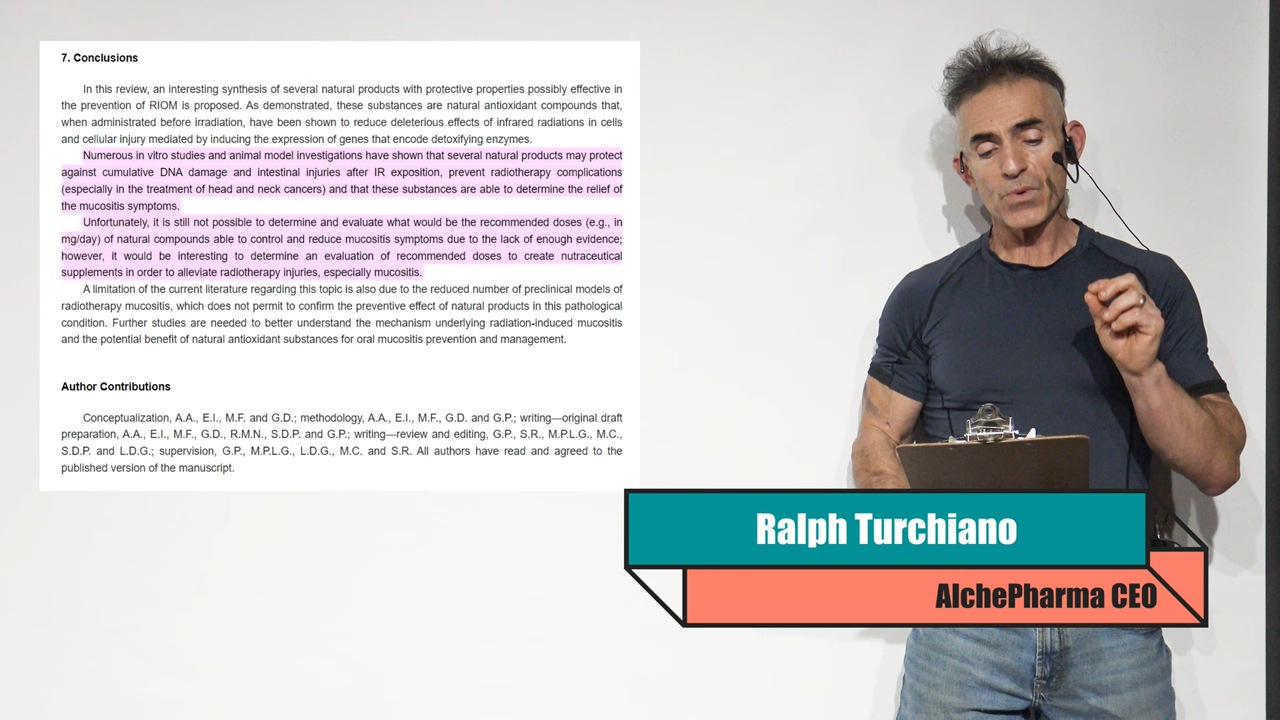 7. Conclusions
In this review, an interesting synthesis of several natural products with protective properties possibly effective in
the prevention of RIOM is proposed. As demonstrated, these substances are natural antioxidant compounds that,
when administrated before irradiation, have been shown to reduce deleterious effects of infrared radiations in cells
and cellular injury mediated by inducing the expression of genes that encode detoxifying enzymes.
Numerous in vitro studies and animal model investigations have shown that several natural products may protect
against cumulative DNA damage and intestinal injuries after IR exposition, prevent radiotherapy complications
(especially in the treatment of head and neck cancers) and that these substances are able to determine the relief of
the mucositis symptoms.
Unfortunately, it is still not possible to determine and evaluate what would be the recommended doses (e.g., in
mg/day) of natural compounds able to control and reduce mucositis symptoms due to the lack of enough evidence;
however, it would be interesting to determine an evaluation of recommended doses to create nutraceutical
supplements in order to alleviate radiotherapy injuries, especially mucositis.
A limitation of the current literature regarding this topic is also due to the reduced number of preclinical models of
radiotherapy mucositis, which does not permit to confirm the preventive effect of natural products in this pathological
condition. Further studies are needed to better understand the mechanism underlying radiation-induced mucositis
and the potential benefit of natural antioxidant substances for oral mucositis prevention and management.
Author Contributions
Conceptualization, A.A., E.I., M.F. and G.D.; methodology, A.A., E.I., M.F., G.D. and G.P.; writing—original draft
preparation, A.A., E.I., M.F., G.D., R.M.N., S.D.P. and G.P.; writing—review and editing, G.P., S.R., M.P.L.G., M.C.,
S.D.P. and L.D.G.; supervision, G.P., M.P.L.G., L.D.G., M.C. and S.R. All authors have read and agreed to the
published version of the manuscript.
Ralph Turchiano
AlchePharma CEO